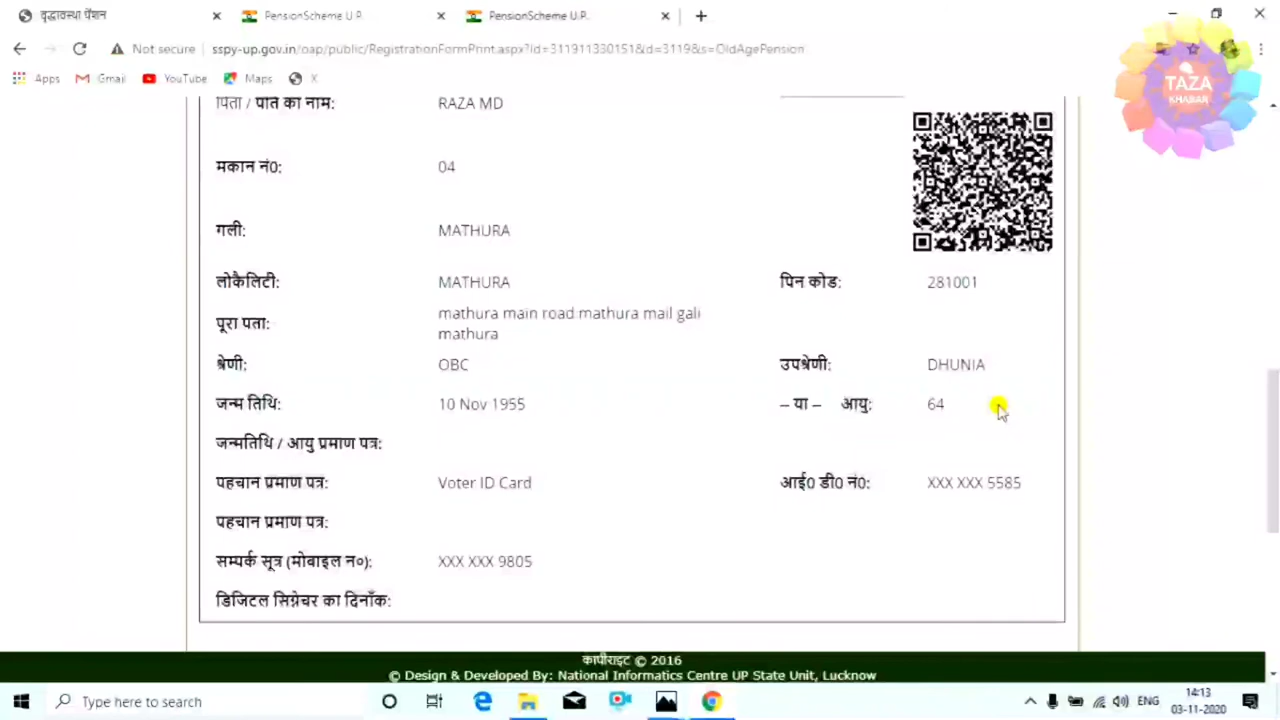 वृद्धावस्था पेंशन
PensionScheme U.P.
PensionScheme U.P.
Not secure | sspy-up.gov.in/oap/public/RegistrationFormPrint.aspx?id=311911330151&d=3119&s=OldAgePension
Apps Gmail YouTube Maps X
TAZA
KHABAR
पिता / पति का नाम: RAZA MD
मकान नं0: 04
गली: MATHURA
लोकैलिटी: MATHURA पिन कोड: 281001
पूरा पता: mathura main road mathura mail gali
mathura
श्रेणी: OBC उपश्रेणी: DHUNIA
जन्म तिथि: 10 Nov 1955 – या – आयु: 64
जन्मतिथि / आयु प्रमाण पत्र:
पहचान प्रमाण पत्र: Voter ID Card आई0 डी0 नं0: XXX XXX 5585
पहचान प्रमाण पत्र:
सम्पर्क सूत्र (मोबाइल न०): XXX XXX 9805
डिजिटल सिग्नेचर का दिनाँक:
कापीराइट © 2016
© Design & Developed By: National Informatics Centre UP State Unit, Lucknow
Type here to search
ENG
14:13
03-11-2020